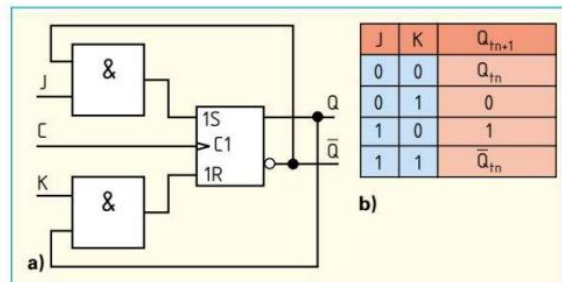 &
J
C
K
&
1S
C1
1R
Q
Q̅
a)
J K Qtn+1
0 0 Qtn
0 1 0
1 0 1
1 1 Q̅tn
b)